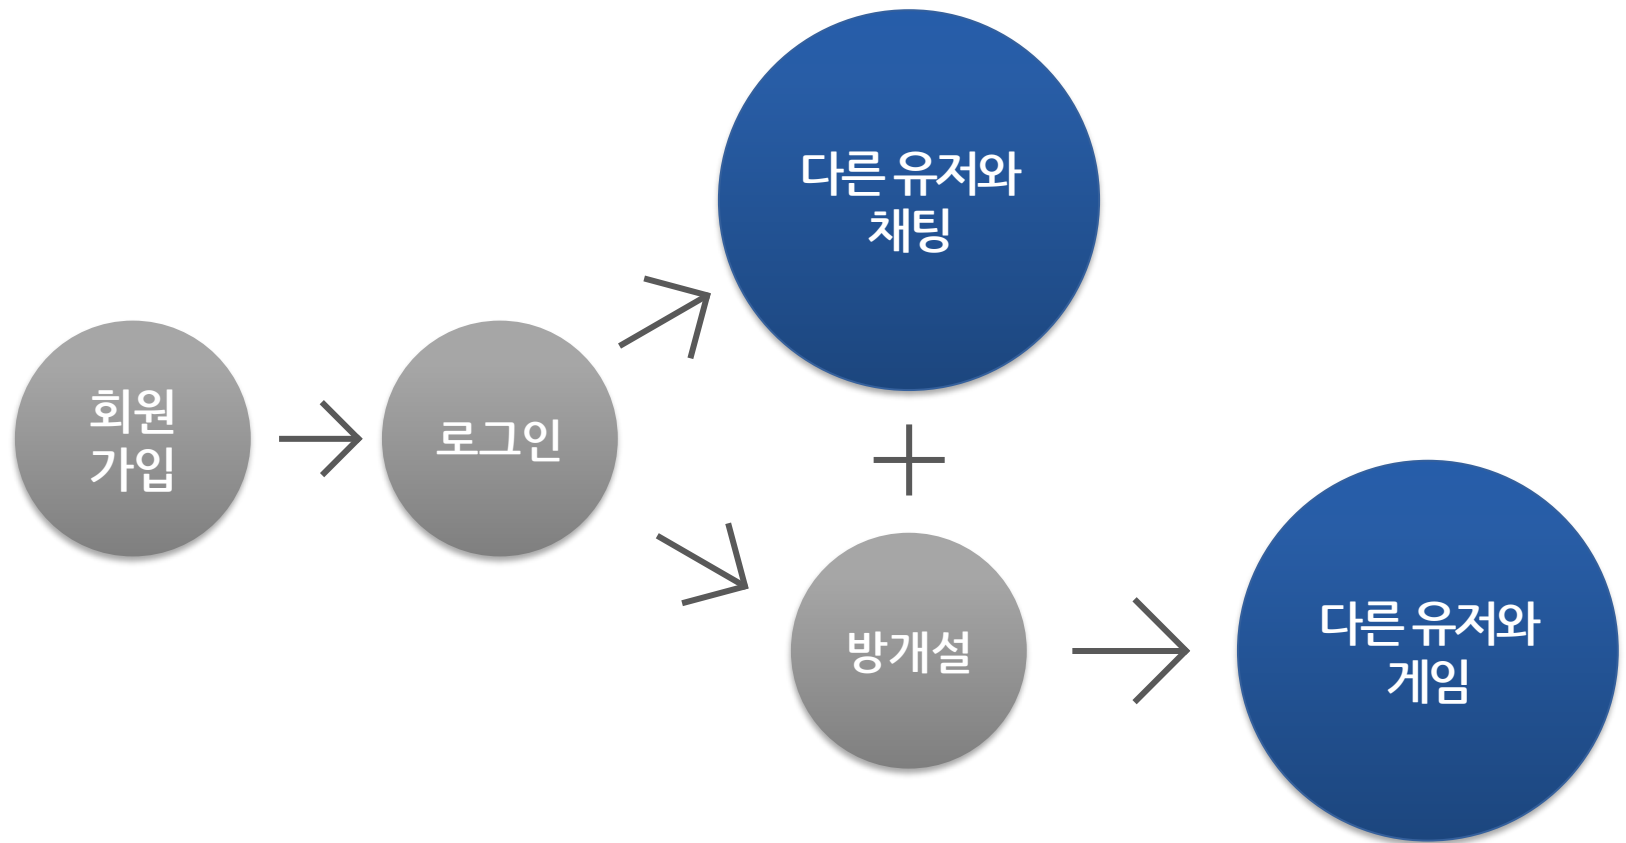 회원
가입
로그인
다른 유저와
채팅
방개설
다른 유저와
게임